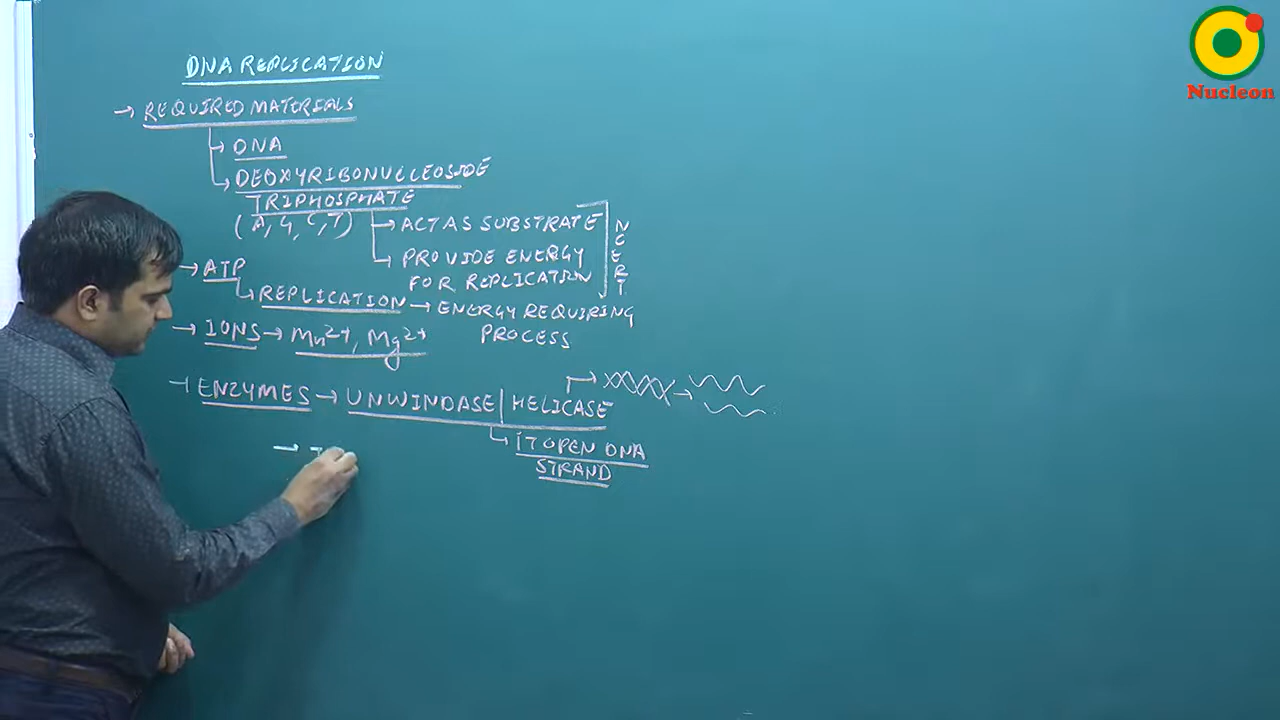 DNA REPLICATION
→ REQUIRED MATERIALS
→ DNA
→ DEOXYRIBONUCLEOSIDE
TRIPHOSPHATE
(A, G, C, T)
→ ACT AS SUBSTRATE
→ PROVIDE ENERGY
FOR REPLICATION
NCERT
→ ATP
→ REPLICATION → ENERGY REQUIRING
PROCESS
→ IONS → Mn2+, Mg2+
→ ENZYMES → UNWINDASE | HELICASE
→ IT OPEN DNA
STRAND
→ T
Nucleon